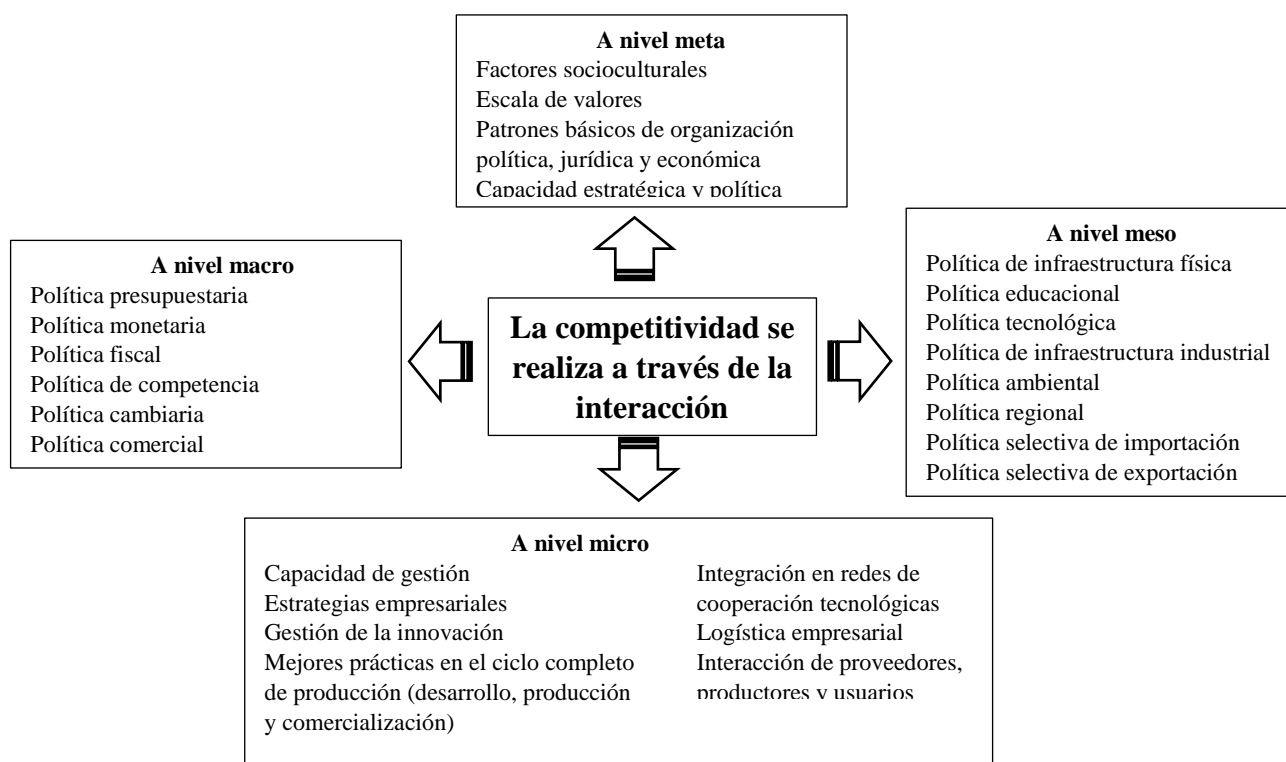 A nivel meta
Factores socioculturales
Escala de valores
Patrones básicos de organización
política, jurídica y económica
Capacidad estratégica y política
A nivel macro
Política presupuestaria
Política monetaria
Política fiscal
Política de competencia
Política cambiaria
Política comercial
La competitividad se
realiza a través de la
interacción
A nivel meso
Política de infraestructura física
Política educacional
Política tecnológica
Política de infraestructura industrial
Política ambiental
Política regional
Política selectiva de importación
Política selectiva de exportación
A nivel micro
Capacidad de gestión
Estrategias empresariales
Gestión de la innovación
Mejores prácticas en el ciclo completo
de producción (desarrollo, producción
y comercialización)
Integración en redes de
cooperación tecnológicas
Logística empresarial
Interacción de proveedores,
productores y usuarios